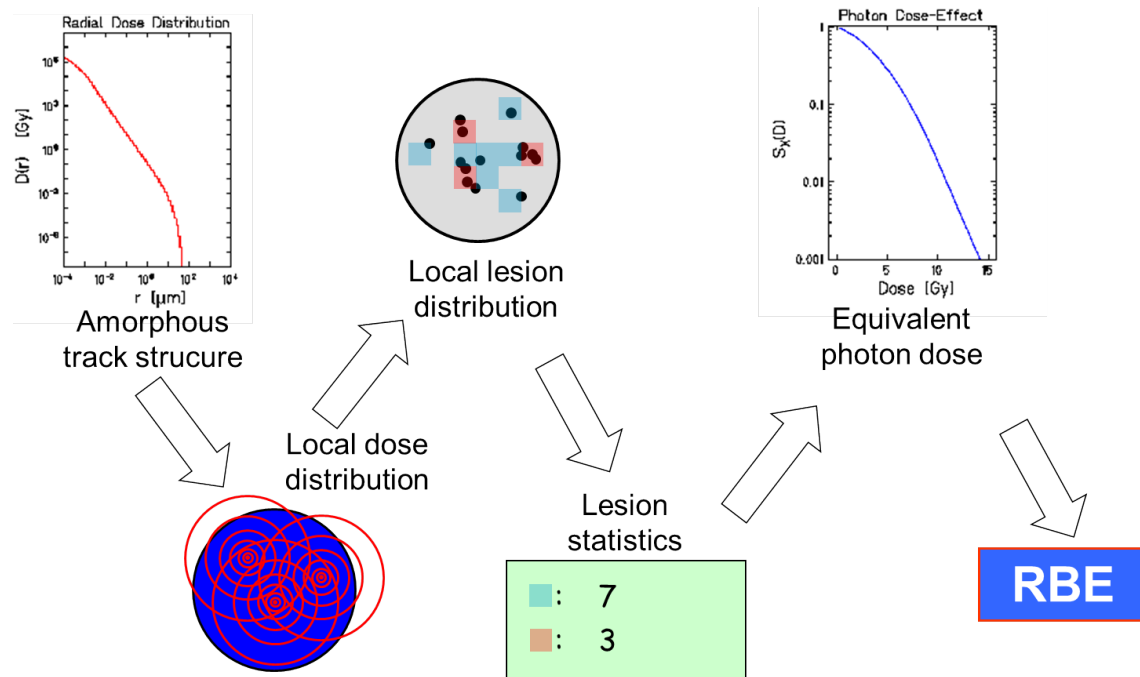 Radial Dose Distribution
D(r) [Gy]
10⁶
10³
10⁰
10⁻³
10⁻⁶
10⁻⁴ 10⁻² 10⁰ 10² 10⁴
r [μm]
Amorphous
track strucure
Local dose
distribution
Local lesion
distribution
Lesion
statistics
: 7
: 3
Photon Dose-Effect
Sx(D)
1
0.1
0.01
0.001
0 5 10 15
Dose [Gy]
Equivalent
photon dose
RBE